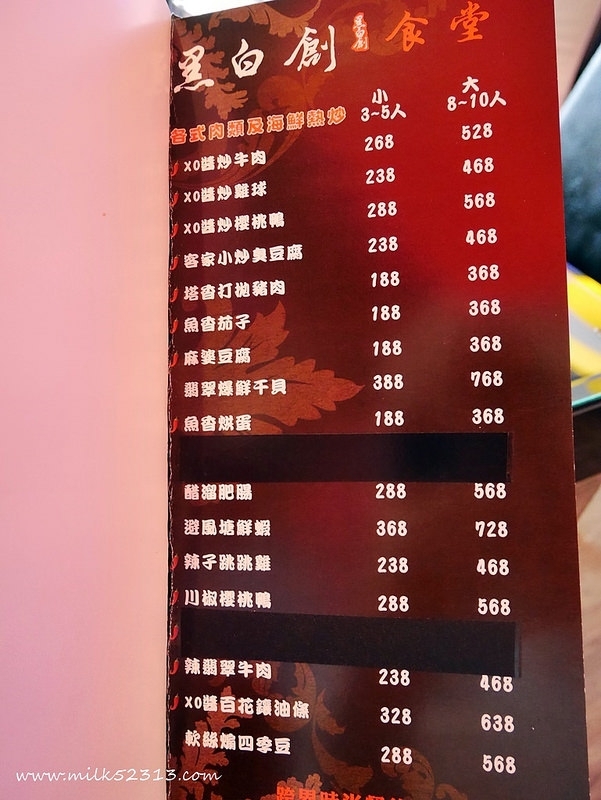 黑白創食堂
小 大
3~5人 8~10人
各式肉類及海鮮熱炒
XO醬炒牛肉 268 528
XO醬炒雞球 238 468
XO醬炒櫻桃鴨 288 568
客家小炒臭豆腐 238 468
塔香打拋豬肉 188 368
魚香茄子 188 368
麻婆豆腐 188 368
翡翠爆鮮干貝 388 768
魚香烘蛋 188 368
醋溜肥腸 288 568
避風塘鮮蝦 368 728
辣子跳跳雞 238 468
川椒櫻桃鴨 288 568
辣翡翠牛肉 238 468
XO醬百花鑲油條 328 638
軟絲煸四季豆 288 568
www.milk52313.com